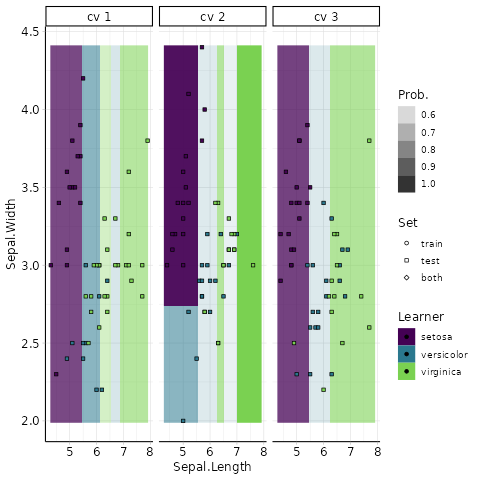 cv 1 cv 2 cv 3
4.5
4.0
3.5
3.0
2.5
2.0
Sepal.Width
5 6 7 8 5 6 7 8 5 6 7 8
Sepal.Length
Prob.
0.6
0.7
0.8
0.9
1.0
Set
train
test
both
Learner
setosa
versicolor
virginica